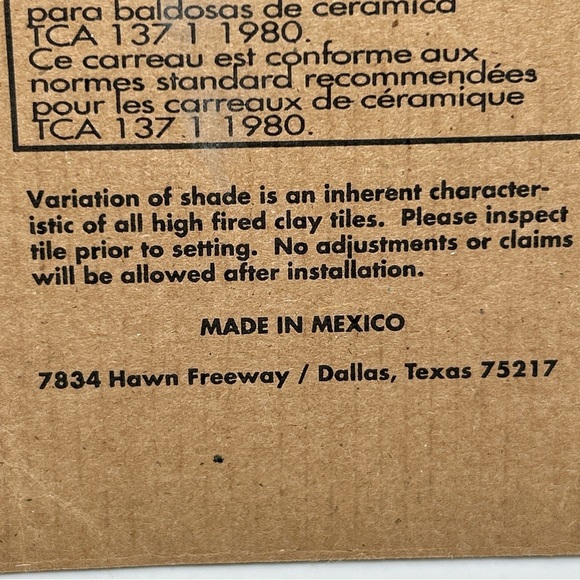 para baldosas de cerámica
TCA 137 1 1980.
Ce carreau est conforme aux
normes standard recommendées
pour les carreaux de céramique
TCA 137.1 1980.
Variation of shade is an inherent character-
istic of all high fired clay tiles. Please inspect
tile prior to setting. No adjustments or claims
will be allowed after installation.
MADE IN MEXICO
7834 Hawn Freeway / Dallas, Texas 75217